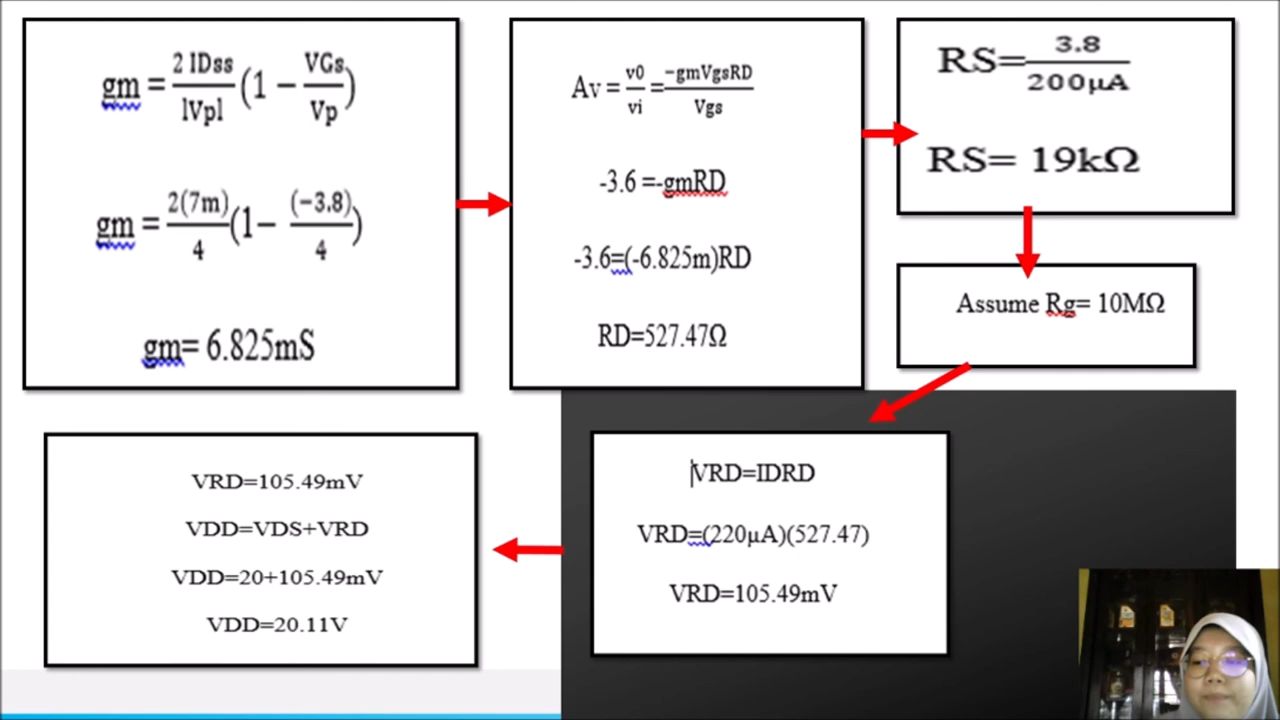 gm = 2 IDss / lVpl (1 − VGs / Vp)
gm = 2(7m) / 4 (1− (−3.8) / 4)
gm= 6.825mS
Av = v0 / vi = −gmVgsRD / Vgs
-3.6 =-gmRD
-3.6=(-6.825m)RD
RD=527.47Ω
RS= 3.8 / 200µA
RS= 19kΩ
Assume Rg= 10MΩ
VRD=IDRD
VRD=(220µA)(527.47)
VRD=105.49mV
VRD=105.49mV
VDD=VDS+VRD
VDD=20+105.49mV
VDD=20.11V